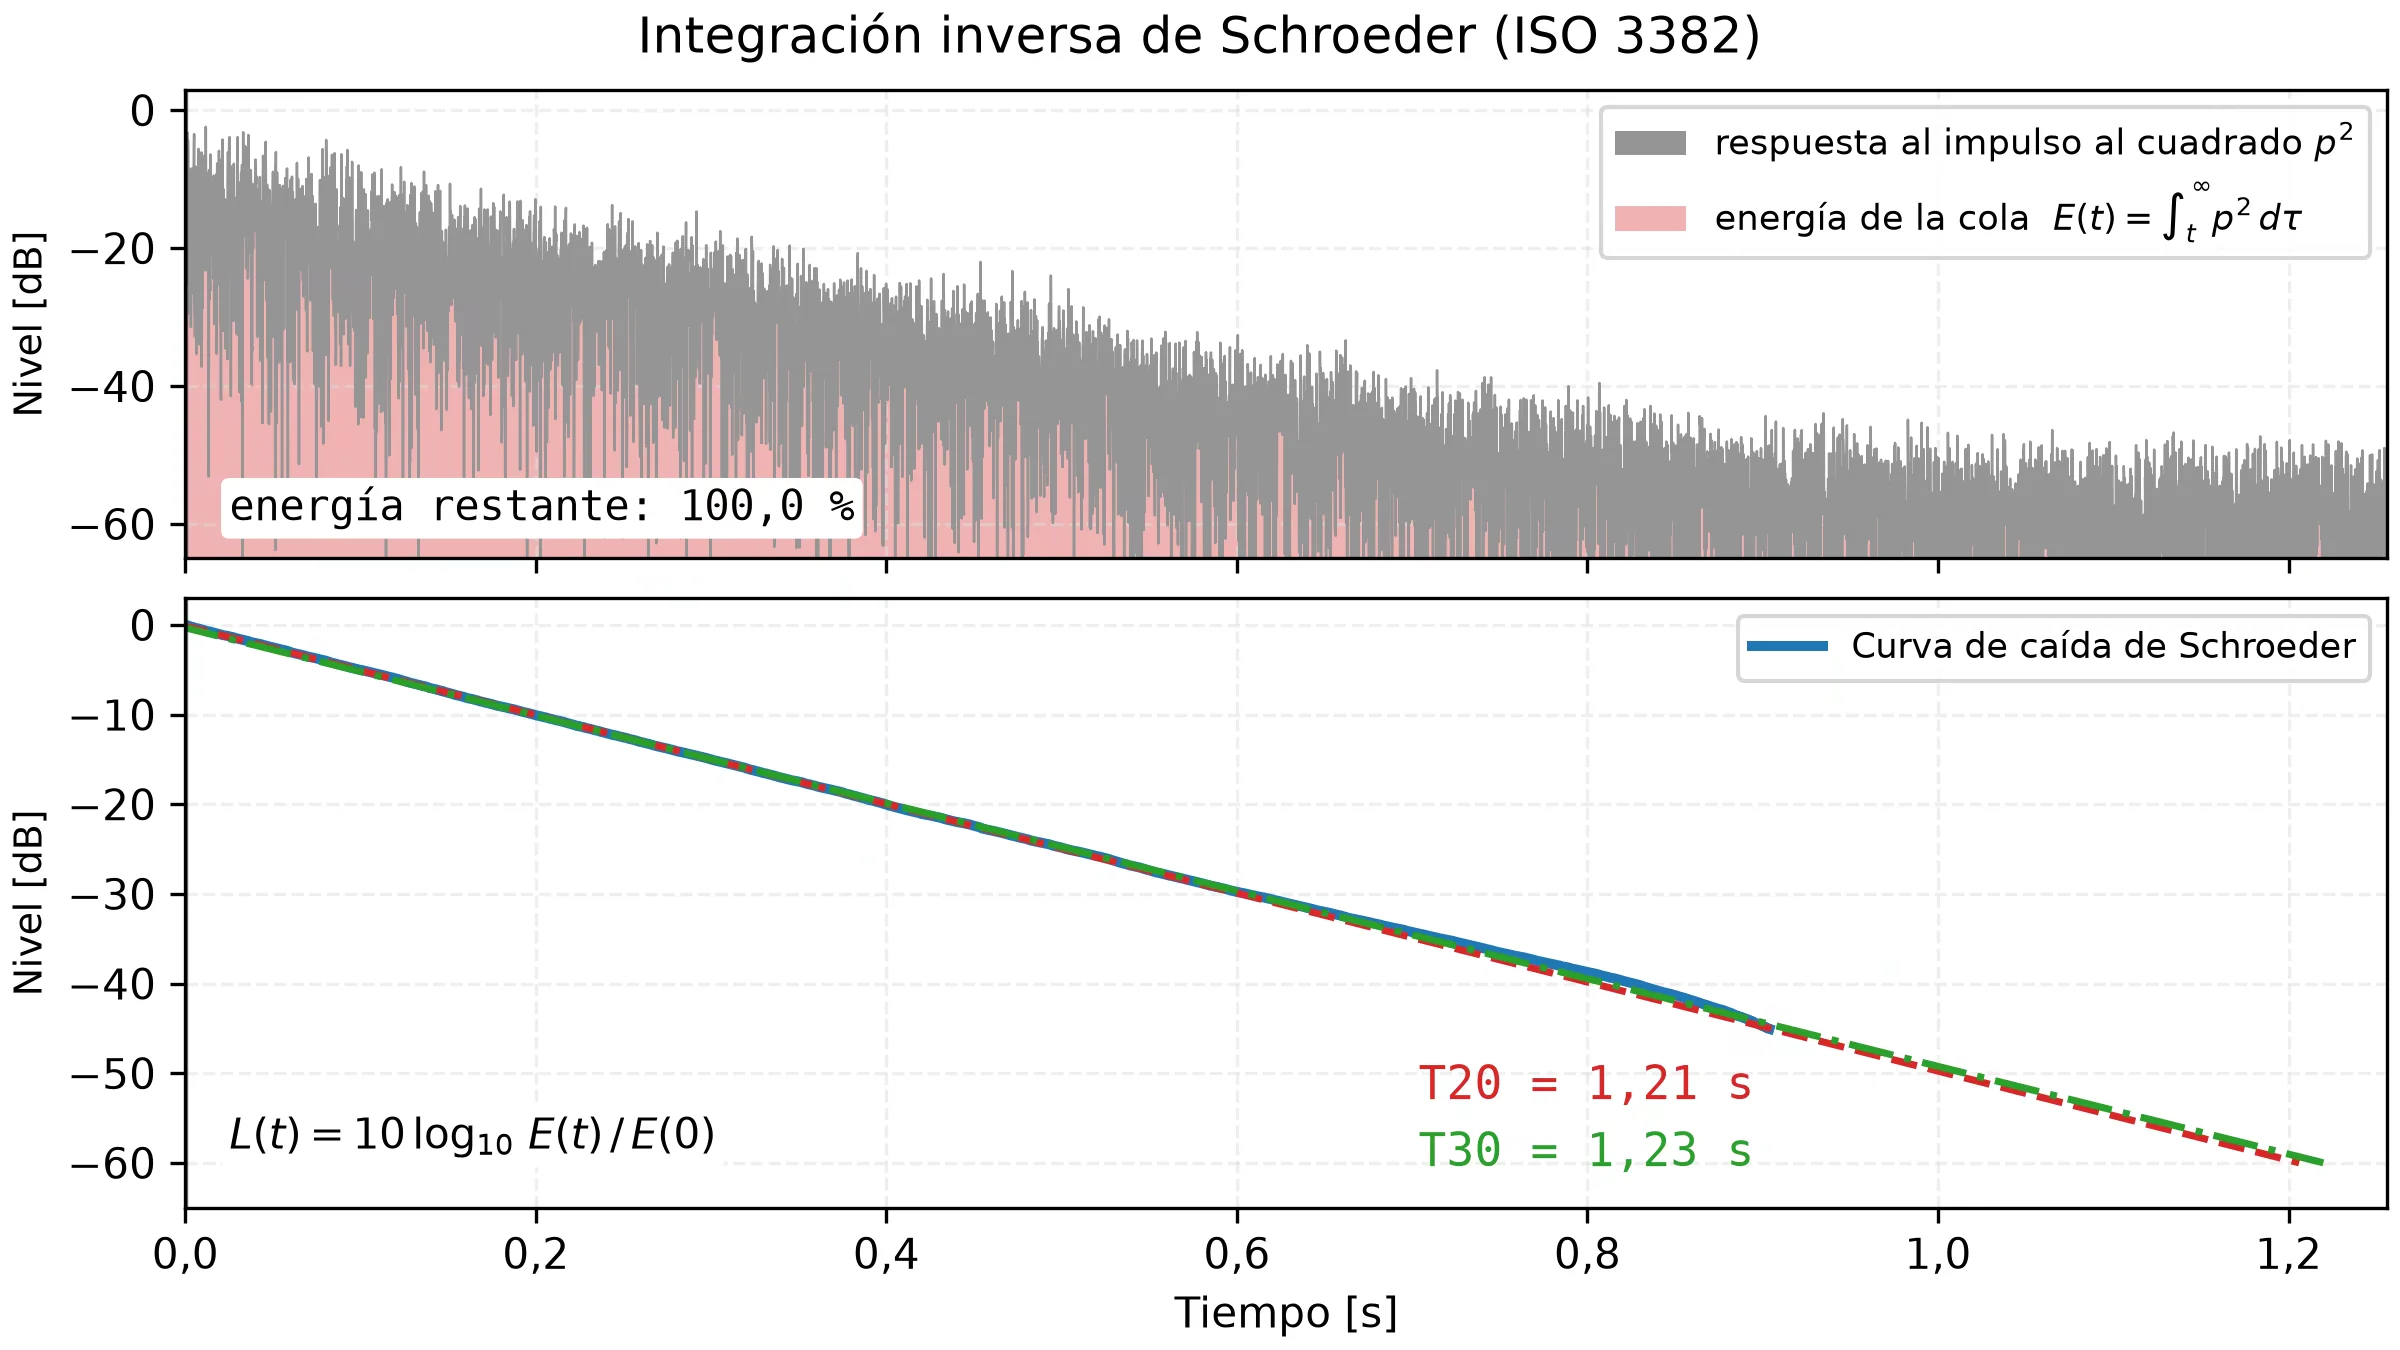 Integración inversa de Schroeder (ISO 3382)
0
−20
−40
−60
Nivel [dB]
respuesta al impulso al cuadrado p²
energía de la cola E(t) = ∫ₜ^∞ p² dτ
energía restante: 100,0 %
0
−10
−20
−30
−40
−50
−60
Nivel [dB]
Curva de caída de Schroeder
T20 = 1,21 s
T30 = 1,23 s
L(t) = 10 log₁₀ E(t) / E(0)
0,0 0,2 0,4 0,6 0,8 1,0 1,2
Tiempo [s]